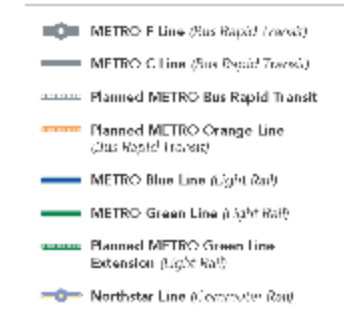 METRO F Line (Bus Rapid Transit)
METRO C Line (Bus Rapid Transit)
Planned METRO Bus Rapid Transit
Planned METRO Orange Line
(Bus Rapid Transit)
METRO Blue Line (Light Rail)
METRO Green Line (Light Rail)
Planned METRO Green Line
Extension (Light Rail)
Northstar Line (Commuter Rail)